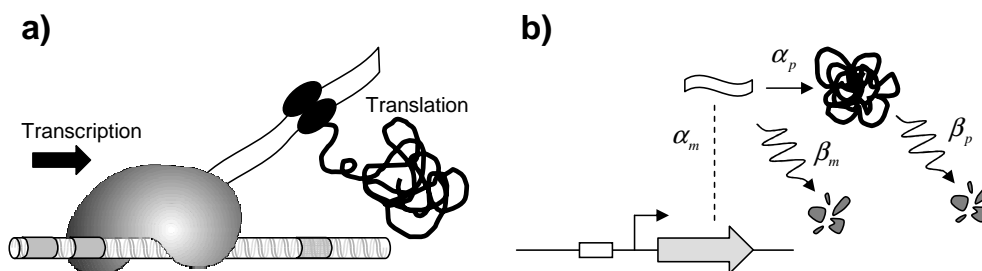 a)
Transcription
Translation
b)
α_p
α_m
β_m
β_p